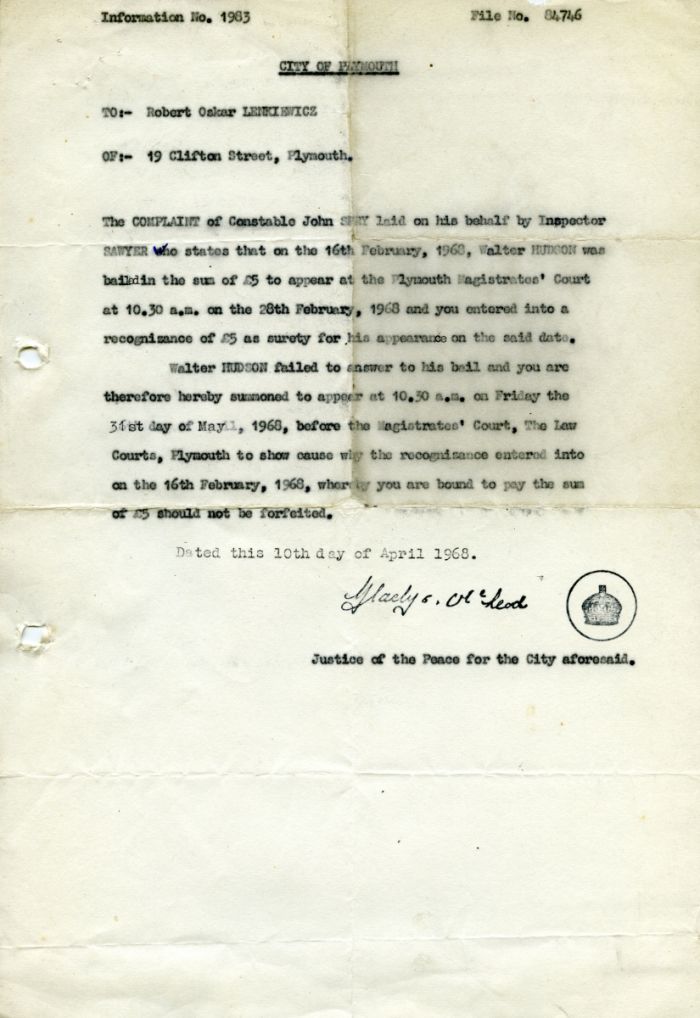 Information No. 1983 File No. 84746
CITY OF PLYMOUTH
TO:- Robert Oskar LENKIEWICZ
OF:- 19 Clifton Street, Plymouth.
The COMPLAINT of Constable John laid on his behalf by Inspector
SAWYER who states that on the 16th February, 1968, Walter HUDSON was
bailed in the sum of £5 to appear at the Plymouth Magistrates' Court
at 10.30 a.m. on the 28th February, 1968 and you entered into a
recognizance of £5 as surety for his appearance on the said date.
Walter HUDSON failed to answer to his bail and you are
therefore hereby summoned to appear at 10.30 a.m. on Friday the
31st day of May, 1968, before the Magistrates' Court, The Law
Courts, Plymouth to show cause why the recognizance entered into
on the 16th February, 1968, whereby you are bound to pay the sum
of £5 should not be forfeited.
Dated this 10th day of April 1968.
Gladys. McLeod
Justice of the Peace for the City aforesaid.